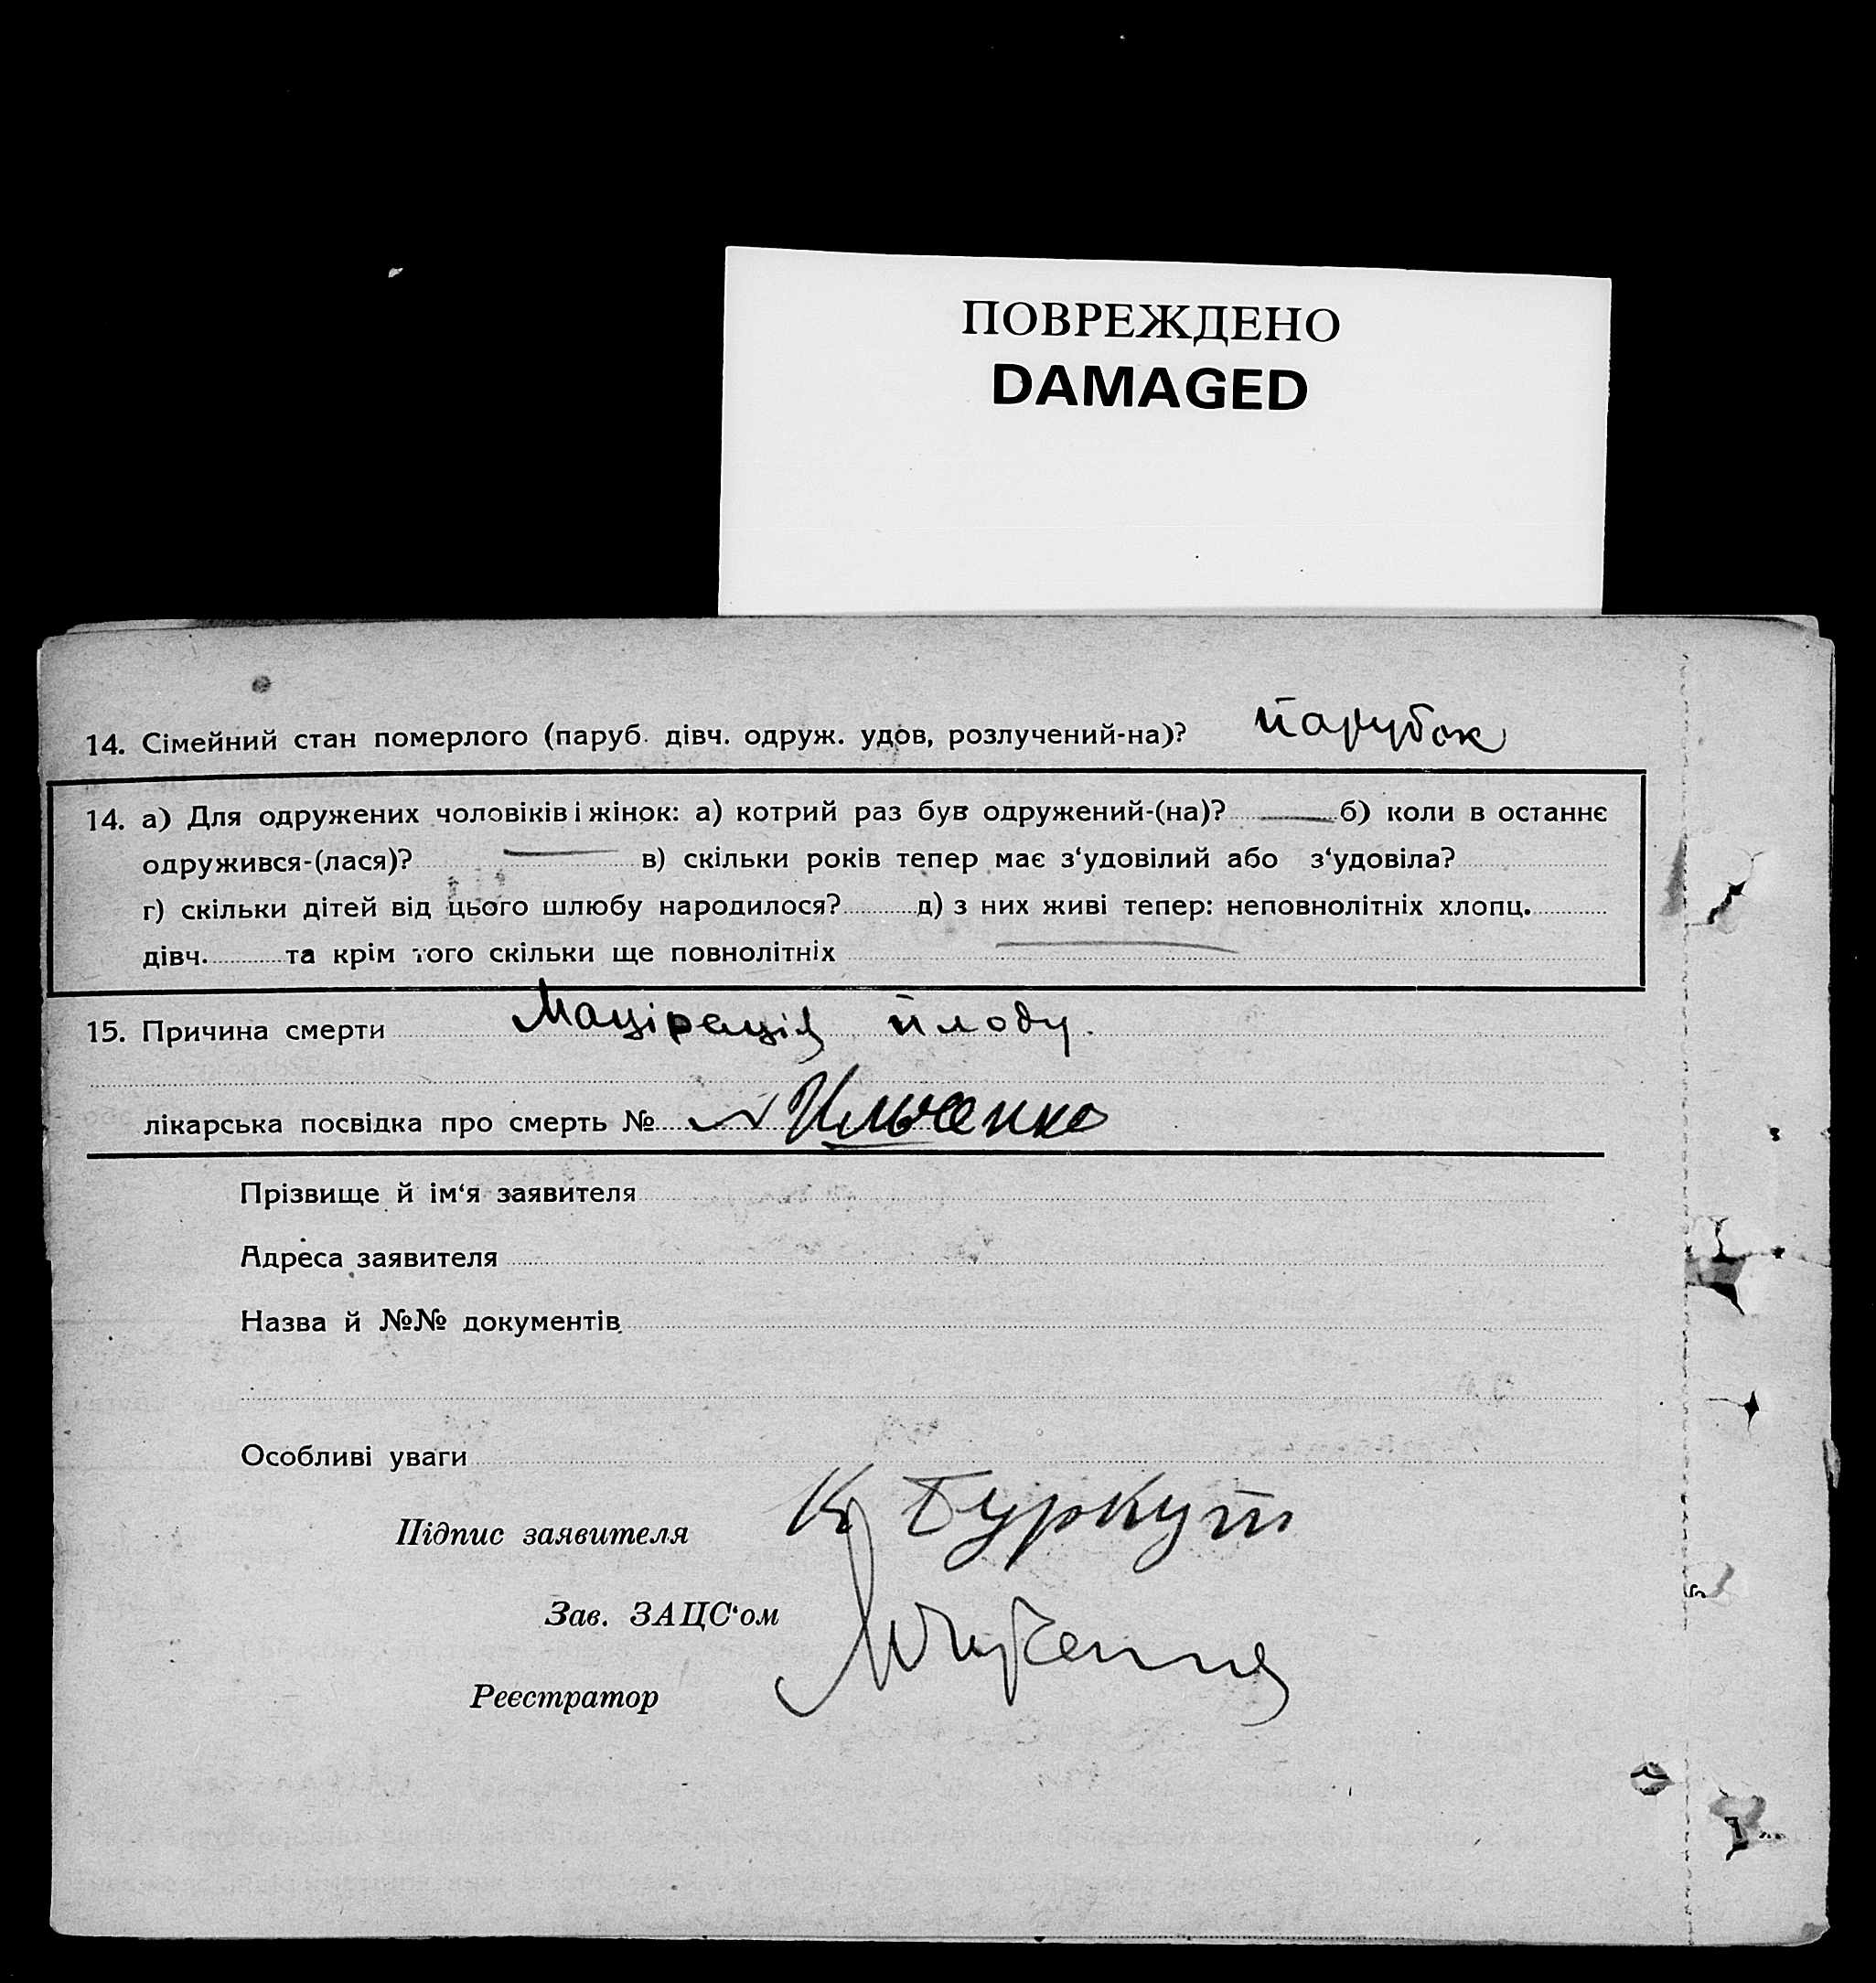 ПОВРЕЖДЕНО
DAMAGED
14. Сімейний стан померлого (паруб. дівч. одруж. удов, розлучений-на)? парубок
14. а) Для одружених чоловіків і жінок: а) котрий раз був одружений-(на)? б) коли в останнє
одружився-(лася)? в) скільки років тепер має з‘удовілий або з‘удовіла?
г) скільки дітей від цього шлюбу народилося? д) з них живі тепер: неповнолітніх хлопц.
дівч. та крім того скільки ще повнолітніх
15. Причина смерти Мацірація плоду.
лікарська посвідка про смерть № Ильченко
Прізвище й ім‘я заявителя
Адреса заявителя
Назва й №№ документів
Особливі уваги
Підпис заявителя К Буркут
Зав. ЗАЦС‘ом
Реєстратор